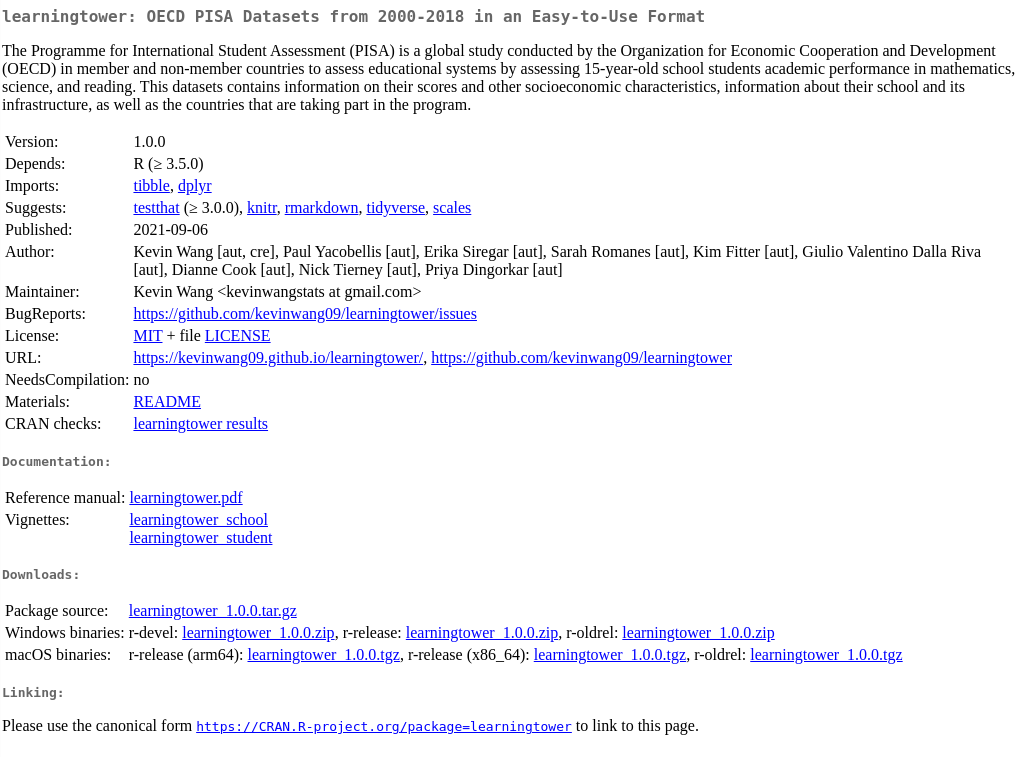 learningtower: OECD PISA Datasets from 2000-2018 in an Easy-to-Use Format
The Programme for International Student Assessment (PISA) is a global study conducted by the Organization for Economic Cooperation and Development
(OECD) in member and non-member countries to assess educational systems by assessing 15-year-old school students academic performance in mathematics,
science, and reading. This datasets contains information on their scores and other socioeconomic characteristics, information about their school and its
infrastructure, as well as the countries that are taking part in the program.
Version: 1.0.0
Depends: R (≥ 3.5.0)
Imports: tibble, dplyr
Suggests: testthat (≥ 3.0.0), knitr, rmarkdown, tidyverse, scales
Published: 2021-09-06
Author: Kevin Wang [aut, cre], Paul Yacobellis [aut], Erika Siregar [aut], Sarah Romanes [aut], Kim Fitter [aut], Giulio Valentino Dalla Riva
[aut], Dianne Cook [aut], Nick Tierney [aut], Priya Dingorkar [aut]
Maintainer: Kevin Wang <kevinwangstats at gmail.com>
BugReports: https://github.com/kevinwang09/learningtower/issues
License: MIT + file LICENSE
URL: https://kevinwang09.github.io/learningtower/, https://github.com/kevinwang09/learningtower
NeedsCompilation: no
Materials: README
CRAN checks: learningtower results
Documentation:
Reference manual: learningtower.pdf
Vignettes: learningtower_school
learningtower_student
Downloads:
Package source: learningtower_1.0.0.tar.gz
Windows binaries: r-devel: learningtower_1.0.0.zip, r-release: learningtower_1.0.0.zip, r-oldrel: learningtower_1.0.0.zip
macOS binaries: r-release (arm64): learningtower_1.0.0.tgz, r-release (x86_64): learningtower_1.0.0.tgz, r-oldrel: learningtower_1.0.0.tgz
Linking:
Please use the canonical form https://CRAN.R-project.org/package=learningtower to link to this page.